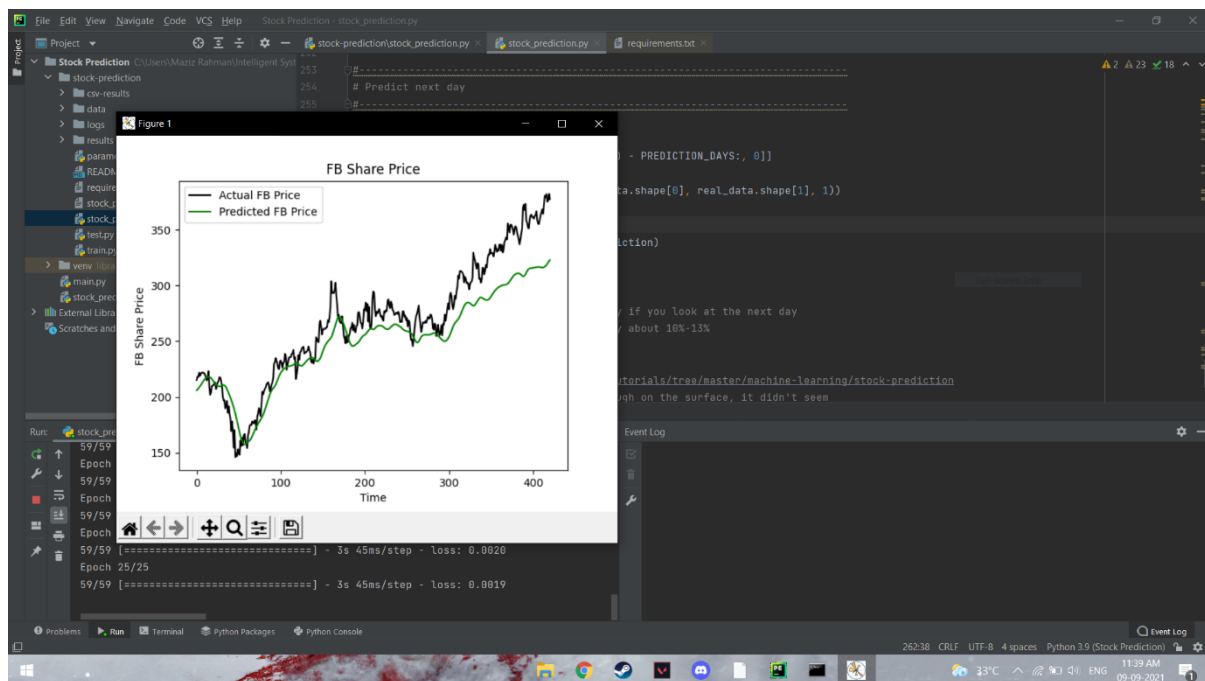 File Edit View Navigate Code VCS Help Stock Prediction - stock_prediction.py
Project
stock-prediction\stock_prediction.py
stock_prediction.py
requirements.txt
Project
Stock Prediction C:\Users\Maziz Rahman\Intelligent Syst
stock-prediction
csv-results
data
logs
results
param
READM
require
stock_p
stock_p
test.py
train.py
venv
main.py
stock_pred
External Libra
Scratches and
253 #---------------------------------------------------------------------------
254 # Predict next day
255 #---------------------------------------------------------------------------
2 23 18
) - PREDICTION_DAYS:, 0]]
ta.shape[0], real_data.shape[1], 1))
iction)
y if you look at the next day
y about 10%-13%
utorials/tree/master/machine-learning/stock-prediction
ugh on the surface, it didn't seem
Figure 1
FB Share Price
Actual FB Price
Predicted FB Price
350
300
250
200
150
FB Share Price
0 100 200 300 400
Time
Run: stock_pre
59/59
Epoch
59/59
Epoch
59/59
Epoch
59/59 [==============================] - 3s 45ms/step - loss: 0.0020
Epoch 25/25
59/59 [==============================] - 3s 45ms/step - loss: 0.0019
Event Log
Problems Run Terminal Python Packages Python Console
Event Log
262:38 CRLF UTF-8 4 spaces Python 3.9 (Stock Prediction)
33°C ENG
11:39 AM
09-09-2021
1